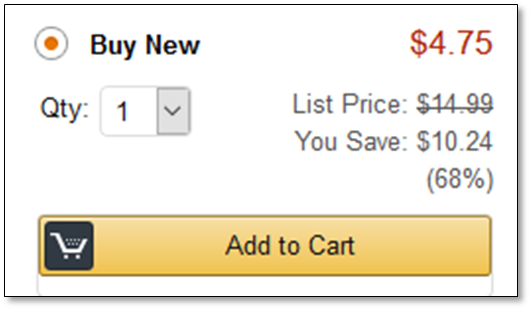 Buy New $4.75
Qty: 1 List Price: $14.99
You Save: $10.24
(68%)
Add to Cart